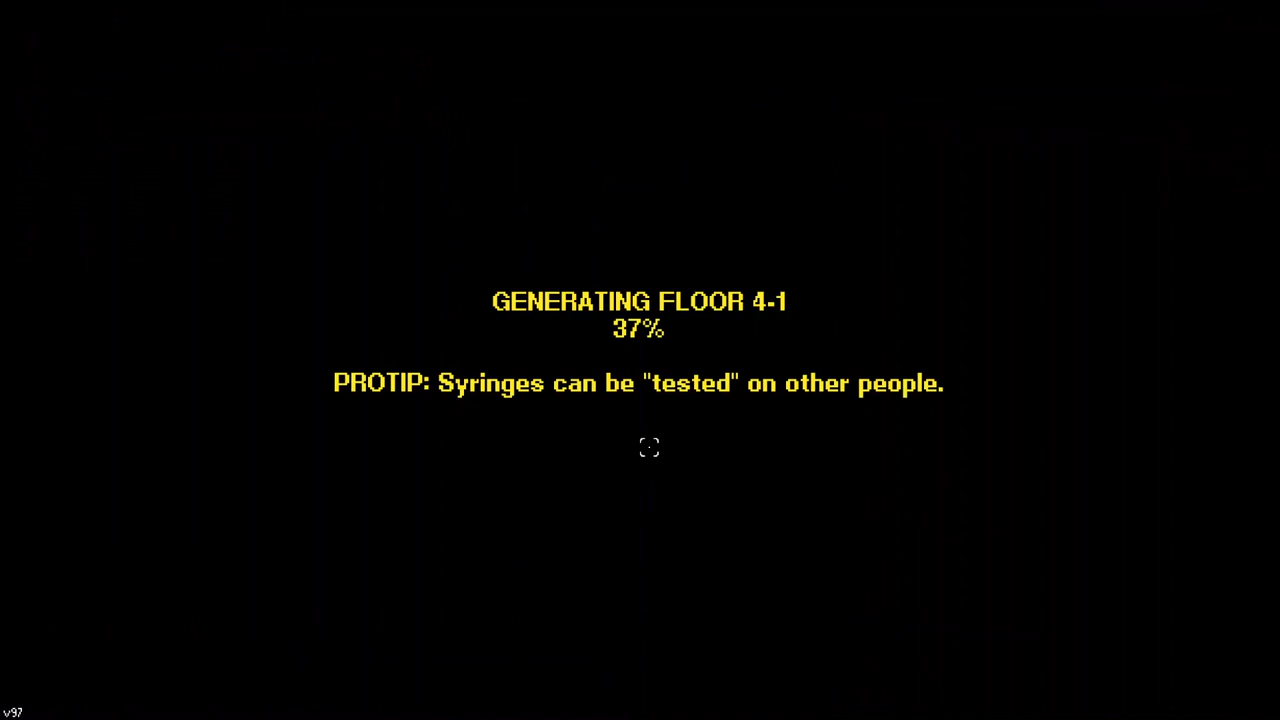 GENERATING FLOOR 4-1
37%
PROTIP: Syringes can be "tested" on other people.
v97